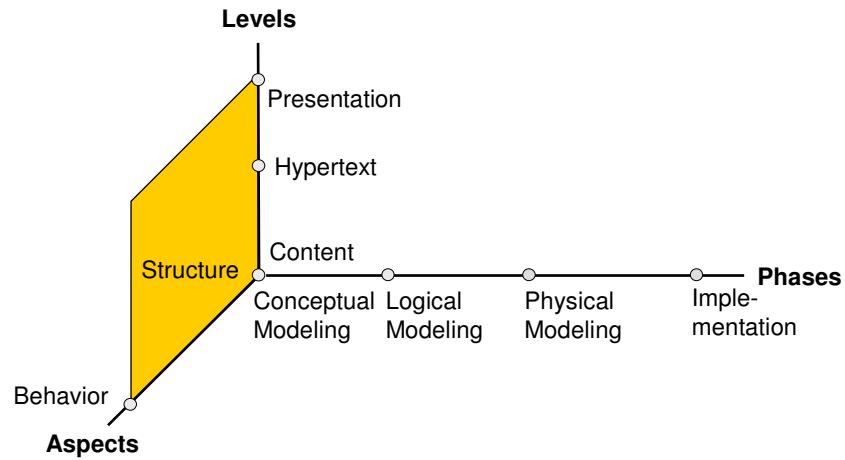 Levels
Presentation
Hypertext
Content
Structure
Phases
Conceptual
Modeling
Logical
Modeling
Physical
Modeling
Imple-
mentation
Behavior
Aspects